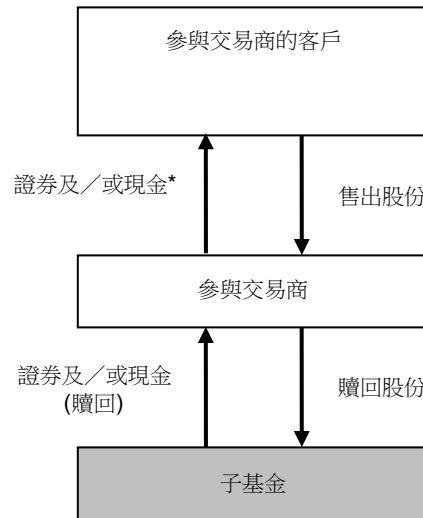 參與交易商的客戶
證券及／或現金*
售出股份
參與交易商
證券及／或現金
(贖回)
贖回股份
子基金